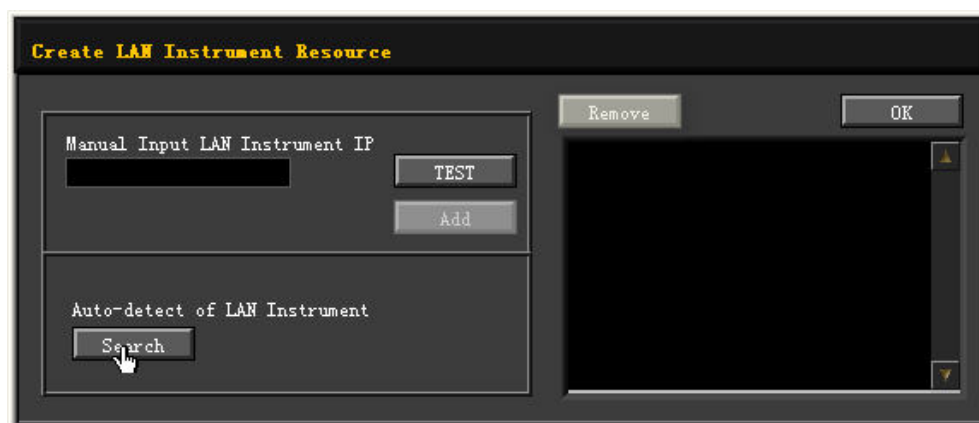 Create LAN Instrument Resource
Manual Input LAN Instrument IP
TEST
Add
Auto-detect of LAN Instrument
Search
Remove
OK